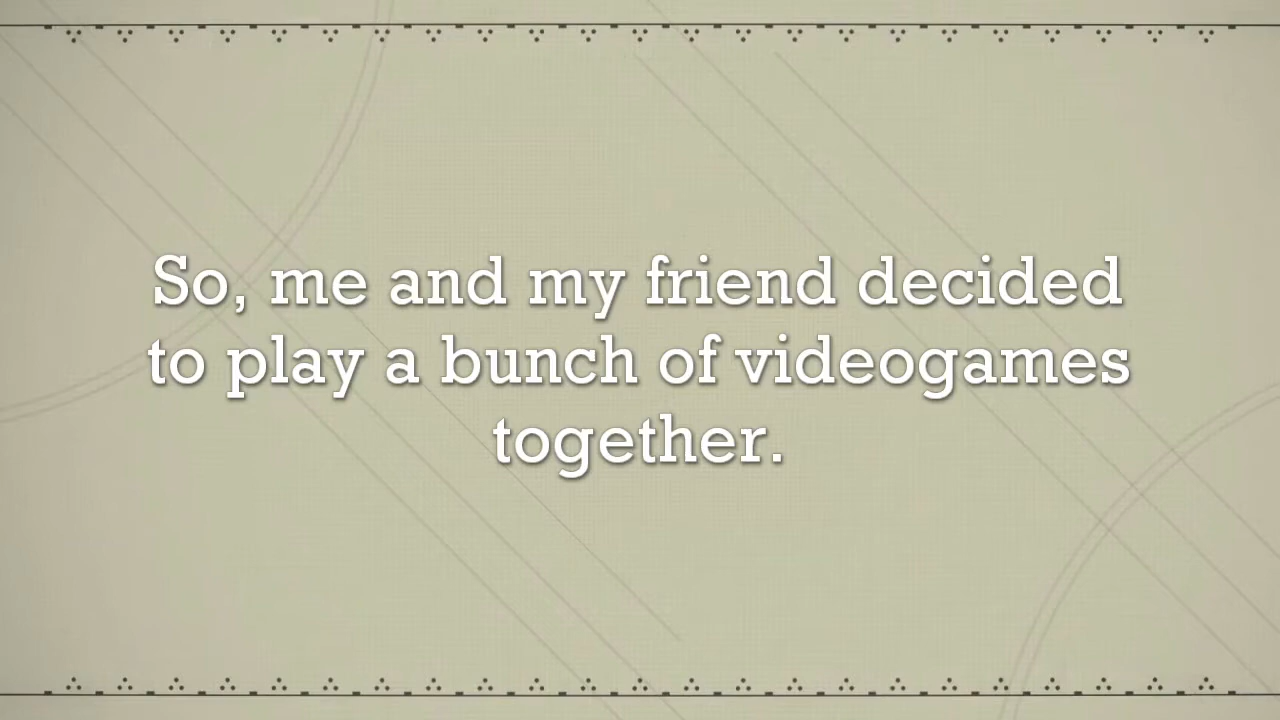 So, me and my friend decided
to play a bunch of videogames
together.